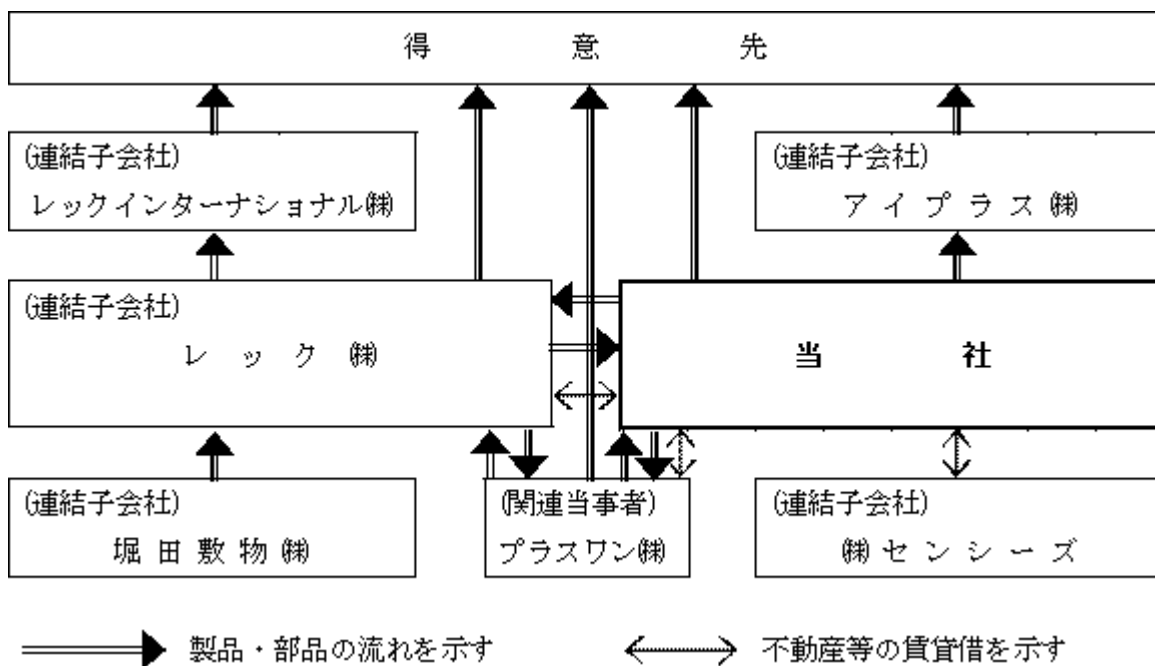 得意先
(連結子会社)
レックインターナショナル㈱
(連結子会社)
アイプラス㈱
(連結子会社)
レック㈱
当社
(連結子会社)
堀田敷物㈱
(関連当事者)
プラスワン㈱
(連結子会社)
㈱センシーズ
製品・部品の流れを示す
不動産等の賃貸借を示す